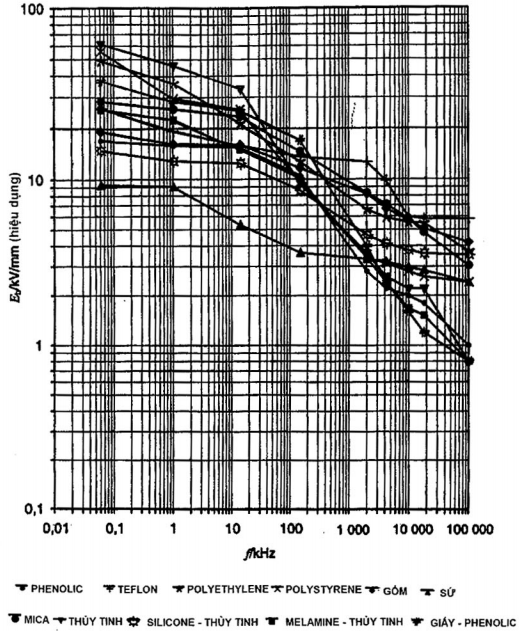 100
10
1
0,1
E_b/kV/mm (hiệu dụng)
0,01 0,1 1 10 100 1 000 10 000 100 000
f/kHz
PHENOLIC TEFLON POLYETHYLENE POLYSTYRENE GỐM SỨ
MICA THỦY TINH SILICONE - THỦY TINH MELAMINE - THỦY TINH GIẤY - PHENOLIC